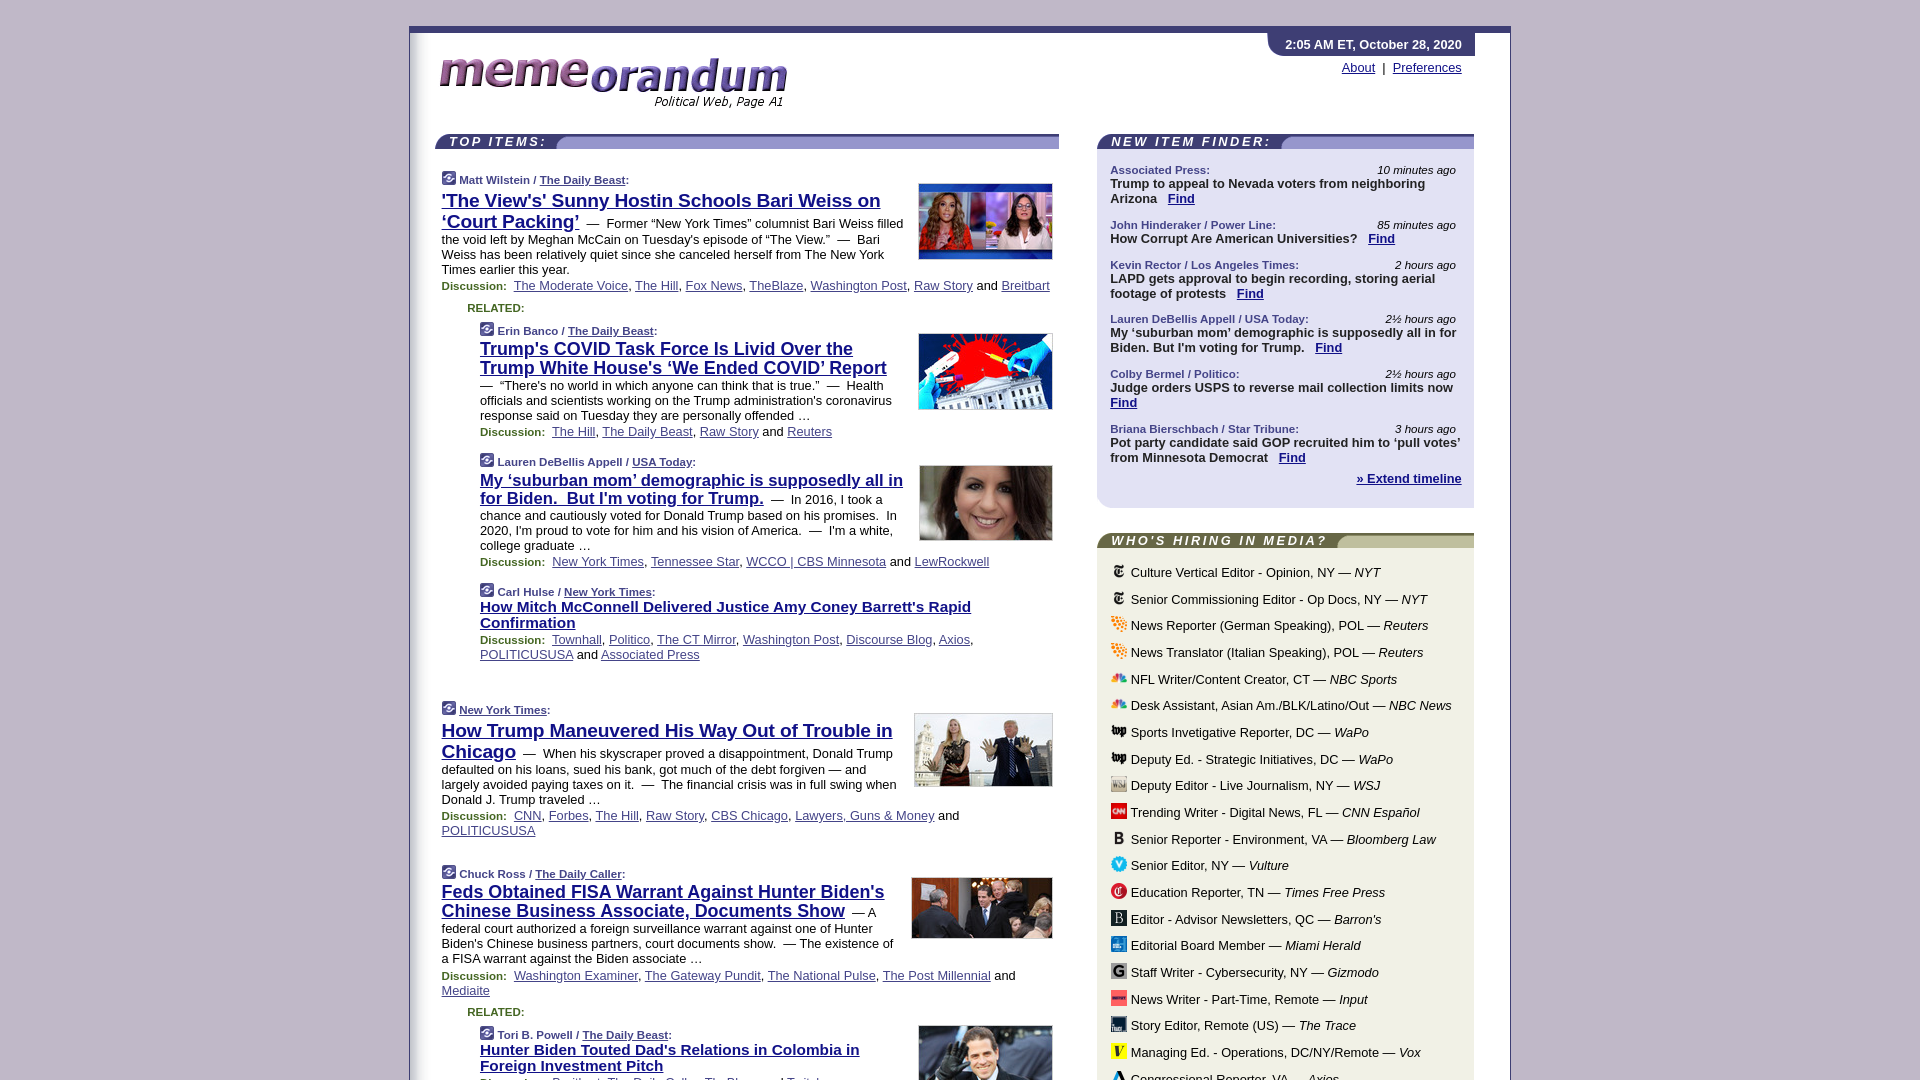 2:05 AM ET, October 28, 2020
memeorandum
Political Web, Page A1
About | Preferences
TOP ITEMS:
Matt Wilstein / The Daily Beast:
'The View's' Sunny Hostin Schools Bari Weiss on
‘Court Packing’ — Former “New York Times” columnist Bari Weiss filled
the void left by Meghan McCain on Tuesday's episode of “The View.” — Bari
Weiss has been relatively quiet since she canceled herself from The New York
Times earlier this year.
Discussion: The Moderate Voice, The Hill, Fox News, TheBlaze, Washington Post, Raw Story and Breitbart
RELATED:
Erin Banco / The Daily Beast:
Trump's COVID Task Force Is Livid Over the
Trump White House's ‘We Ended COVID’ Report
— “There's no world in which anyone can think that is true.” — Health
officials and scientists working on the Trump administration's coronavirus
response said on Tuesday they are personally offended …
Discussion: The Hill, The Daily Beast, Raw Story and Reuters
Lauren DeBellis Appell / USA Today:
My ‘suburban mom’ demographic is supposedly all in
for Biden. But I'm voting for Trump. — In 2016, I took a
chance and cautiously voted for Donald Trump based on his promises. In
2020, I'm proud to vote for him and his vision of America. — I'm a white,
college graduate …
Discussion: New York Times, Tennessee Star, WCCO | CBS Minnesota and LewRockwell
Carl Hulse / New York Times:
How Mitch McConnell Delivered Justice Amy Coney Barrett's Rapid
Confirmation
Discussion: Townhall, Politico, The CT Mirror, Washington Post, Discourse Blog, Axios,
POLITICUSUSA and Associated Press
New York Times:
How Trump Maneuvered His Way Out of Trouble in
Chicago — When his skyscraper proved a disappointment, Donald Trump
defaulted on his loans, sued his bank, got much of the debt forgiven — and
largely avoided paying taxes on it. — The financial crisis was in full swing when
Donald J. Trump traveled …
Discussion: CNN, Forbes, The Hill, Raw Story, CBS Chicago, Lawyers, Guns & Money and
POLITICUSUSA
Chuck Ross / The Daily Caller:
Feds Obtained FISA Warrant Against Hunter Biden's
Chinese Business Associate, Documents Show — A
federal court authorized a foreign surveillance warrant against one of Hunter
Biden's Chinese business partners, court documents show. — The existence of
a FISA warrant against the Biden associate …
Discussion: Washington Examiner, The Gateway Pundit, The National Pulse, The Post Millennial and
Mediaite
RELATED:
Tori B. Powell / The Daily Beast:
Hunter Biden Touted Dad's Relations in Colombia in
Foreign Investment Pitch
NEW ITEM FINDER:
Associated Press: 10 minutes ago
Trump to appeal to Nevada voters from neighboring
Arizona Find
John Hinderaker / Power Line: 85 minutes ago
How Corrupt Are American Universities? Find
Kevin Rector / Los Angeles Times: 2 hours ago
LAPD gets approval to begin recording, storing aerial
footage of protests Find
Lauren DeBellis Appell / USA Today: 2½ hours ago
My ‘suburban mom’ demographic is supposedly all in for
Biden. But I'm voting for Trump. Find
Colby Bermel / Politico: 2½ hours ago
Judge orders USPS to reverse mail collection limits now
Find
Briana Bierschbach / Star Tribune: 3 hours ago
Pot party candidate said GOP recruited him to ‘pull votes’
from Minnesota Democrat Find
» Extend timeline
WHO'S HIRING IN MEDIA?
Culture Vertical Editor - Opinion, NY — NYT
Senior Commissioning Editor - Op Docs, NY — NYT
News Reporter (German Speaking), POL — Reuters
News Translator (Italian Speaking), POL — Reuters
NFL Writer/Content Creator, CT — NBC Sports
Desk Assistant, Asian Am./BLK/Latino/Out — NBC News
Sports Invetigative Reporter, DC — WaPo
Deputy Ed. - Strategic Initiatives, DC — WaPo
Deputy Editor - Live Journalism, NY — WSJ
Trending Writer - Digital News, FL — CNN Español
Senior Reporter - Environment, VA — Bloomberg Law
Senior Editor, NY — Vulture
Education Reporter, TN — Times Free Press
Editor - Advisor Newsletters, QC — Barron's
Editorial Board Member — Miami Herald
Staff Writer - Cybersecurity, NY — Gizmodo
News Writer - Part-Time, Remote — Input
Story Editor, Remote (US) — The Trace
Managing Ed. - Operations, DC/NY/Remote — Vox
Congressional Reporter, VA — Axios